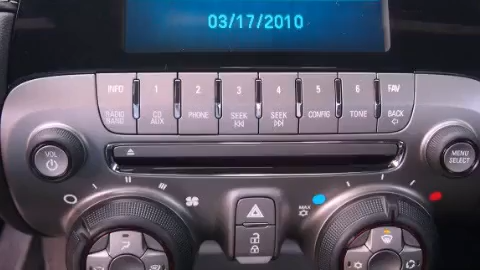 03/17/2010
INFO 1 2 3 4 5 6 FAV
RADIO BAND CD AUX PHONE SEEK SEEK CONFIG TONE BACK
VOL
MENU SELECT
MAX